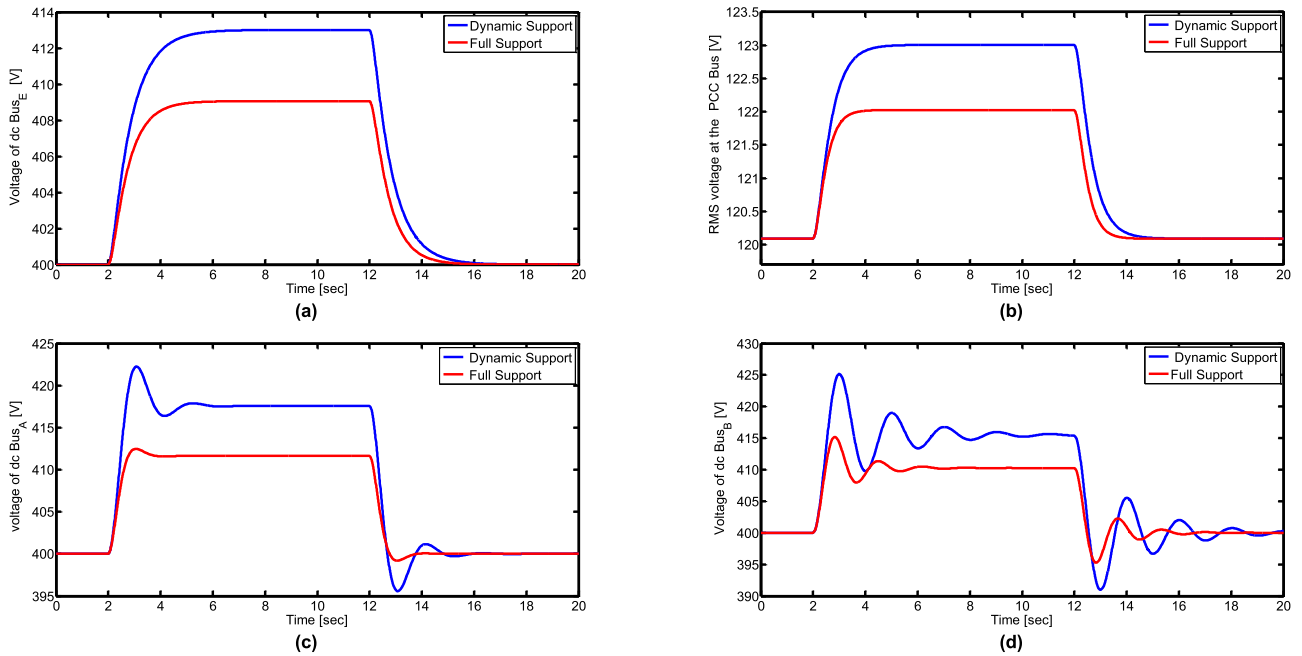 414
412
410
408
406
404
402
400
Voltage of dc Bus_E [V]
Dynamic Support
Full Support
0 2 4 6 8 10 12 14 16 18 20
Time [sec]
(a)
123.5
123
122.5
122
121.5
121
120.5
120
RMS voltage at the PCC Bus [V]
Dynamic Support
Full Support
0 2 4 6 8 10 12 14 16 18 20
Time [sec]
(b)
425
420
415
410
405
400
395
voltage of dc Bus_A [V]
Dynamic Support
Full Support
0 2 4 6 8 10 12 14 16 18 20
Time [sec]
(c)
430
425
420
415
410
405
400
395
390
Voltage of dc Bus_B [V]
Dynamic Support
Full Support
0 2 4 6 8 10 12 14 16 18 20
Time [sec]
(d)